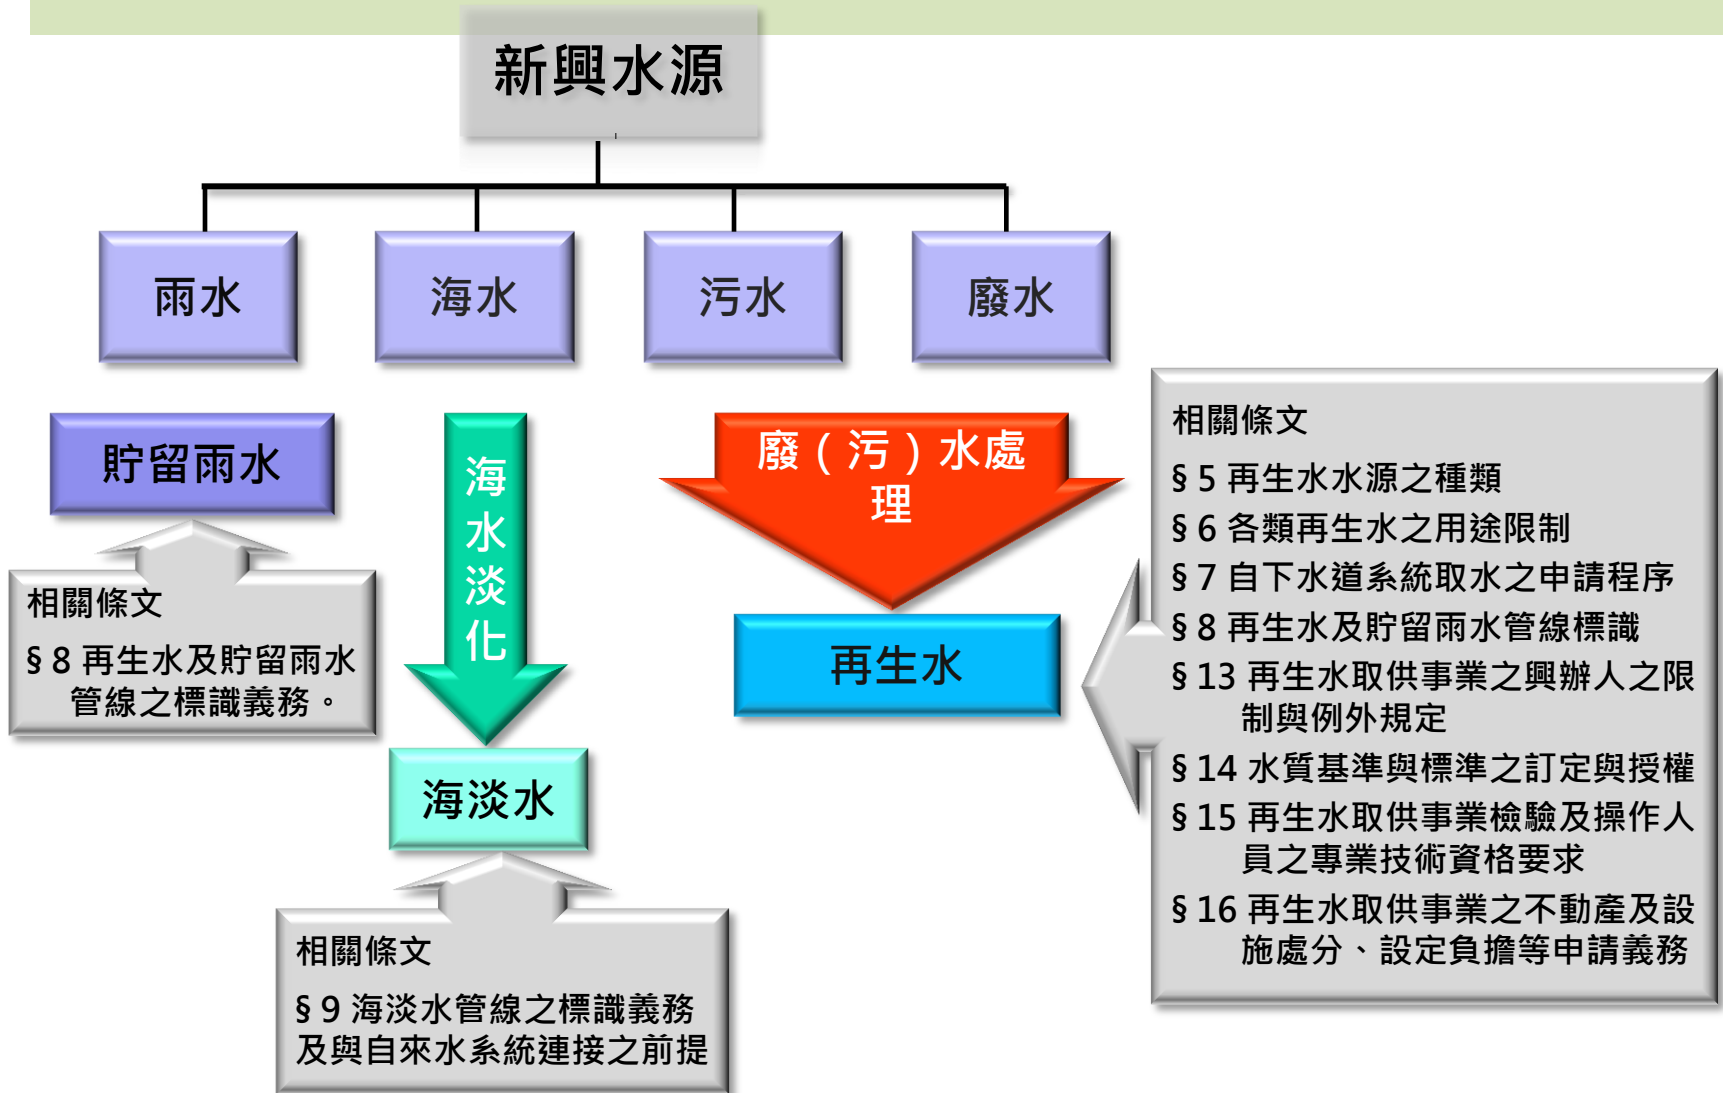 新興水源
雨水
海水
污水
廢水
貯留雨水
相關條文
§8 再生水及貯留雨水
管線之標識義務。
海
水
淡
化
海淡水
相關條文
§9 海淡水管線之標識義務
及與自來水系統連接之前提
廢（污）水處
理
再生水
相關條文
§5 再生水水源之種類
§6 各類再生水之用途限制
§7 自下水道系統取水之申請程序
§8 再生水及貯留雨水管線標識
§13 再生水取供事業之興辦人之限
制與例外規定
§14 水質基準與標準之訂定與授權
§15 再生水取供事業檢驗及操作人
員之專業技術資格要求
§16 再生水取供事業之不動產及設
施處分、設定負擔等申請義務